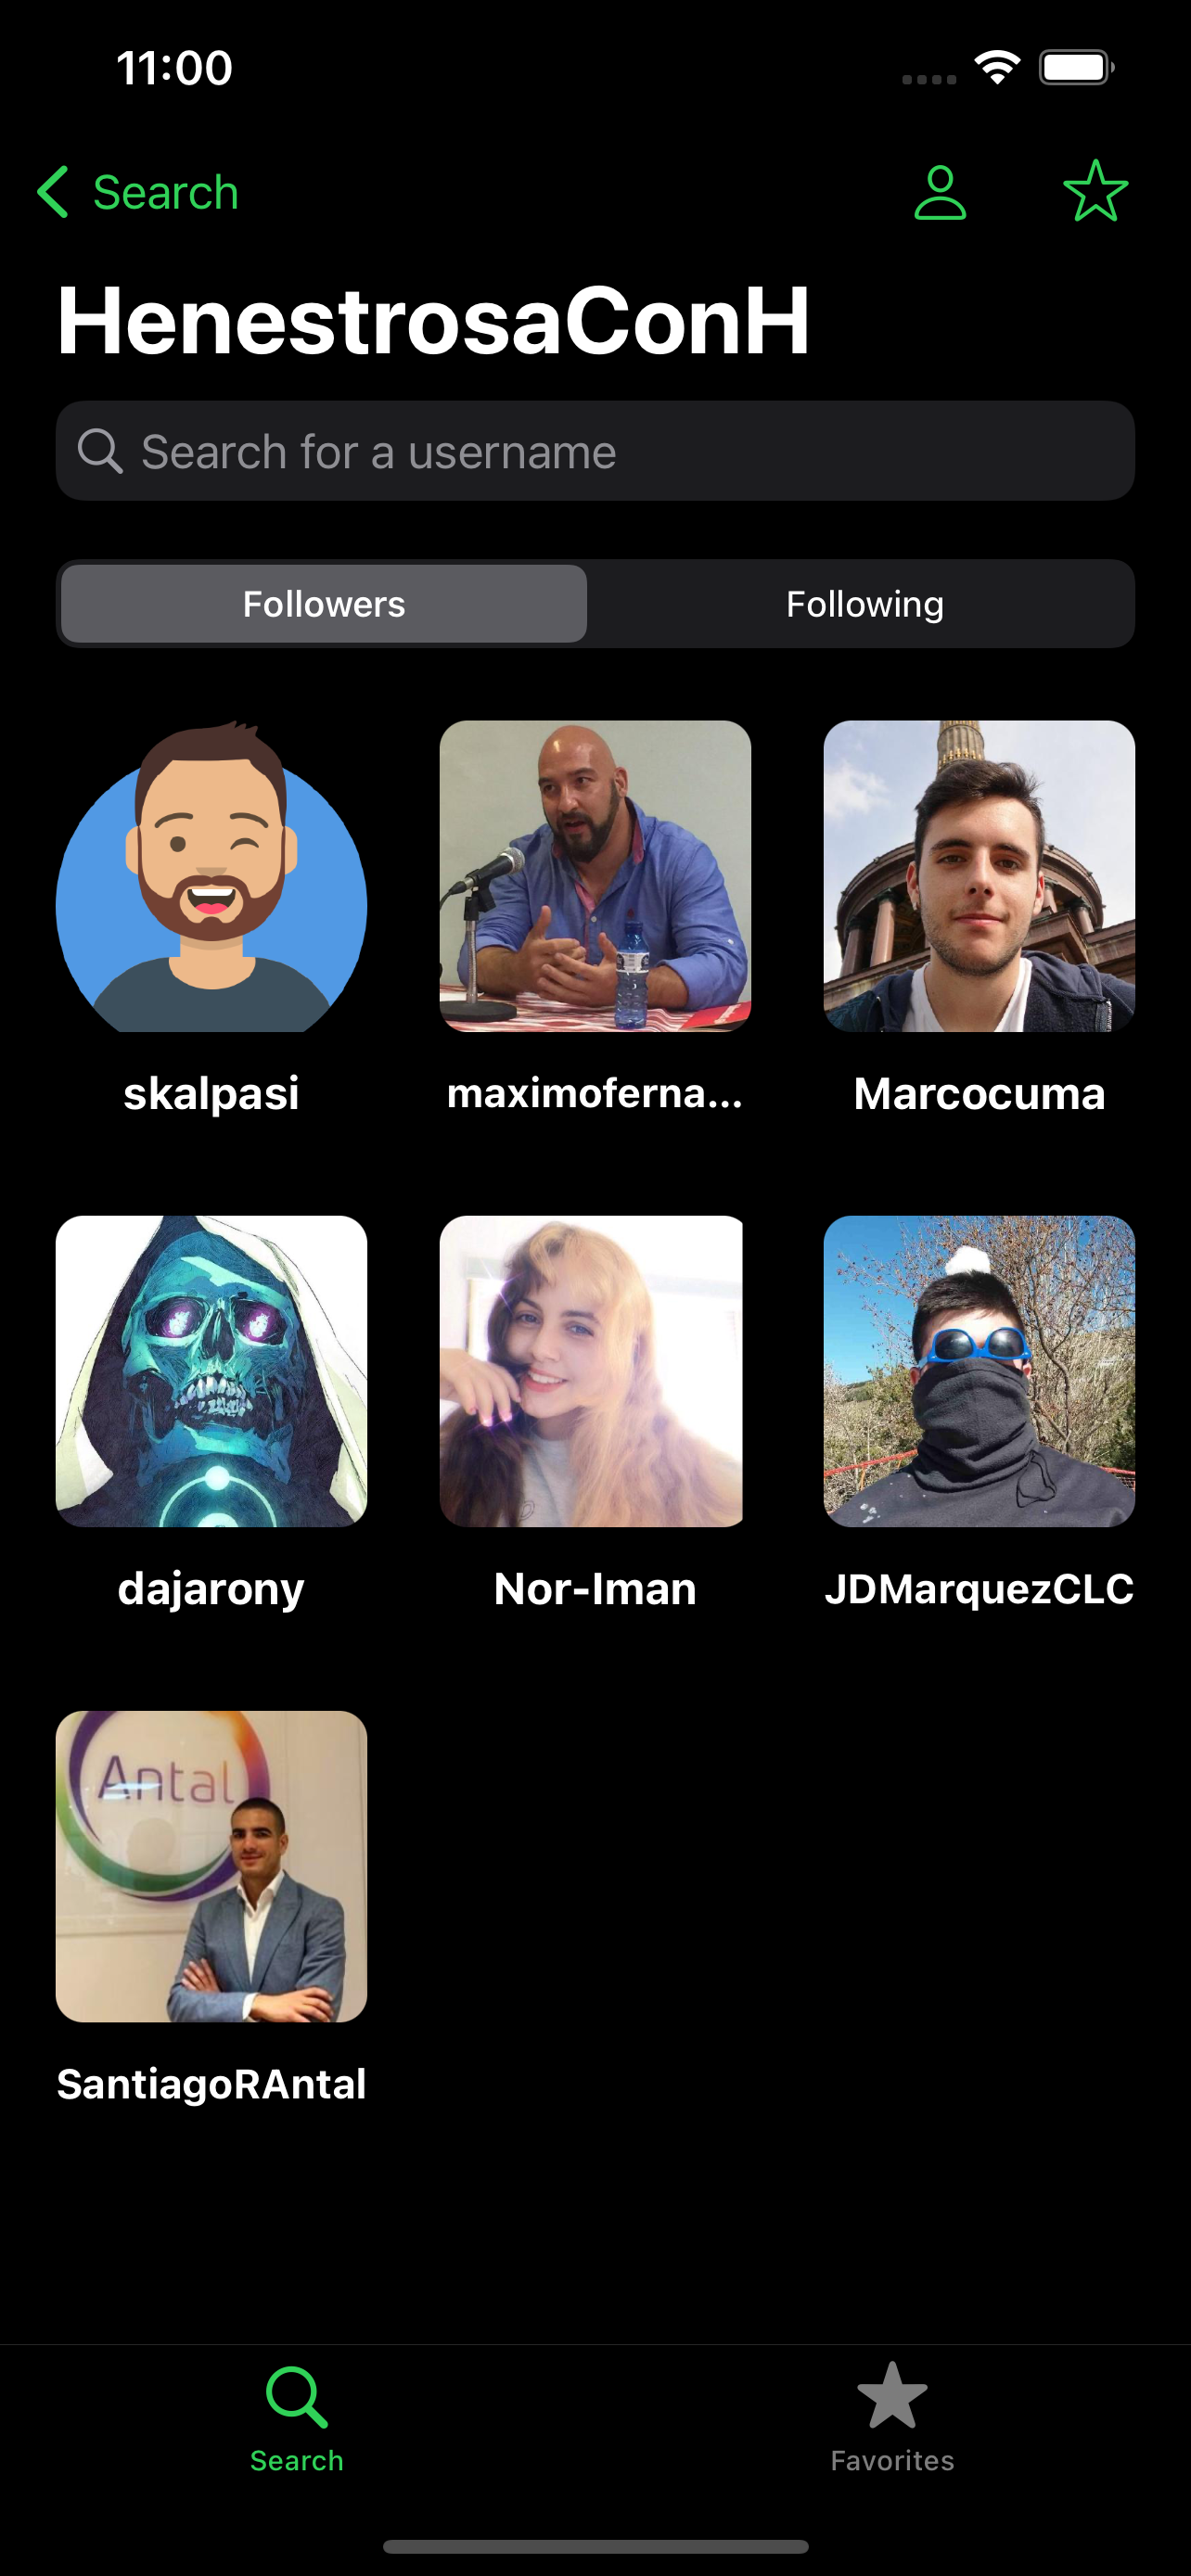 11:00
Search
HenestrosaConH
Search for a username
Followers Following
skalpasi maximoferna... Marcocuma
Antal
dajarony Nor-Iman JDMarquezCLC
SantiagoRAntal
Search Favorites